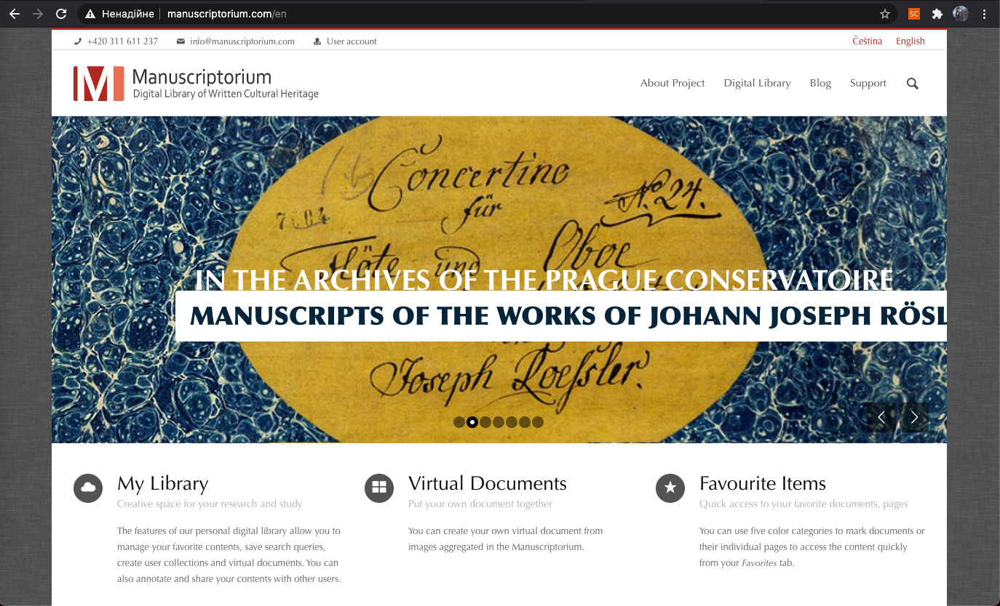 Ненадійне manuscriptorium.com/en
SC
+420 311 611 237 info@manuscriptorium.com User account Čeština English
M Manuscriptorium
Digital Library of Written Cultural Heritage
About Project Digital Library Blog Support
Concertino
für
No. 24.
Flöte und Oboe
IN THE ARCHIVES OF THE PRAGUE CONSERVATOIRE
MANUSCRIPTS OF THE WORKS OF JOHANN JOSEPH RÖSL
von
Joseph Roeſsler.
My Library
Creative space for your research and study
The features of our personal digital library allow you to
manage your favorite contents, save search queries,
create user collections and virtual documents. You can
also annotate and share your contents with other users.
Virtual Documents
Put your own document together
You can create your own virtual document from
images aggregated in the Manuscriptorium.
Favourite Items
Quick access to your favorite documents, pages
You can use five color categories to mark documents or
their individual pages to access the content quickly
from your Favorites tab.